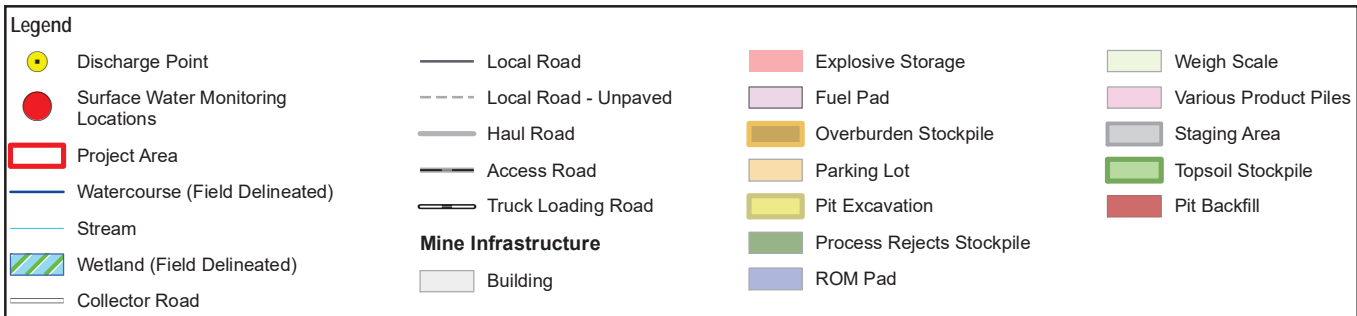 Legend
Discharge Point
Surface Water Monitoring
Locations
Project Area
Watercourse (Field Delineated)
Stream
Wetland (Field Delineated)
Collector Road
Local Road
Local Road - Unpaved
Haul Road
Access Road
Truck Loading Road
Mine Infrastructure
Building
Explosive Storage
Fuel Pad
Overburden Stockpile
Parking Lot
Pit Excavation
Process Rejects Stockpile
ROM Pad
Weigh Scale
Various Product Piles
Staging Area
Topsoil Stockpile
Pit Backfill